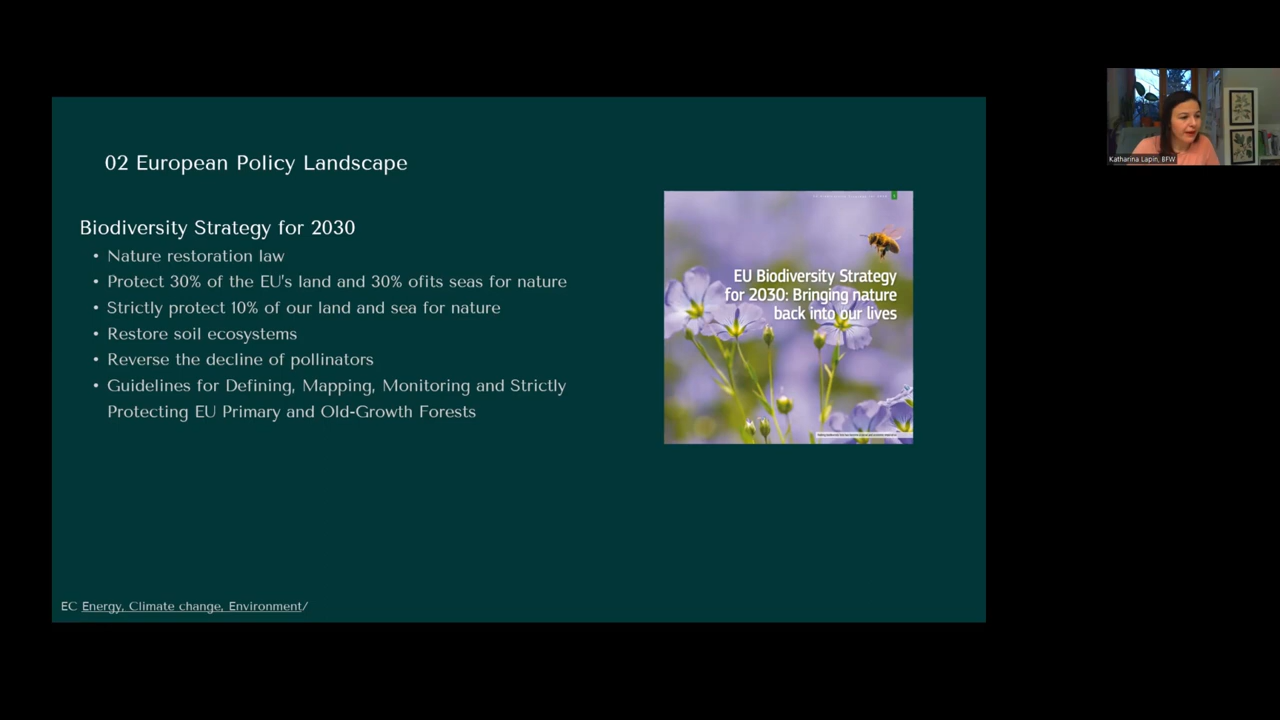 02 European Policy Landscape
Biodiversity Strategy for 2030
• Nature restoration law
• Protect 30% of the EU's land and 30% ofits seas for nature
• Strictly protect 10% of our land and sea for nature
• Restore soil ecosystems
• Reverse the decline of pollinators
• Guidelines for Defining, Mapping, Monitoring and Strictly
Protecting EU Primary and Old-Growth Forests
EU Biodiversity Strategy
for 2030: Bringing nature
back into our lives
EC Energy, Climate change, Environment/
Katharina Lapin, BFW